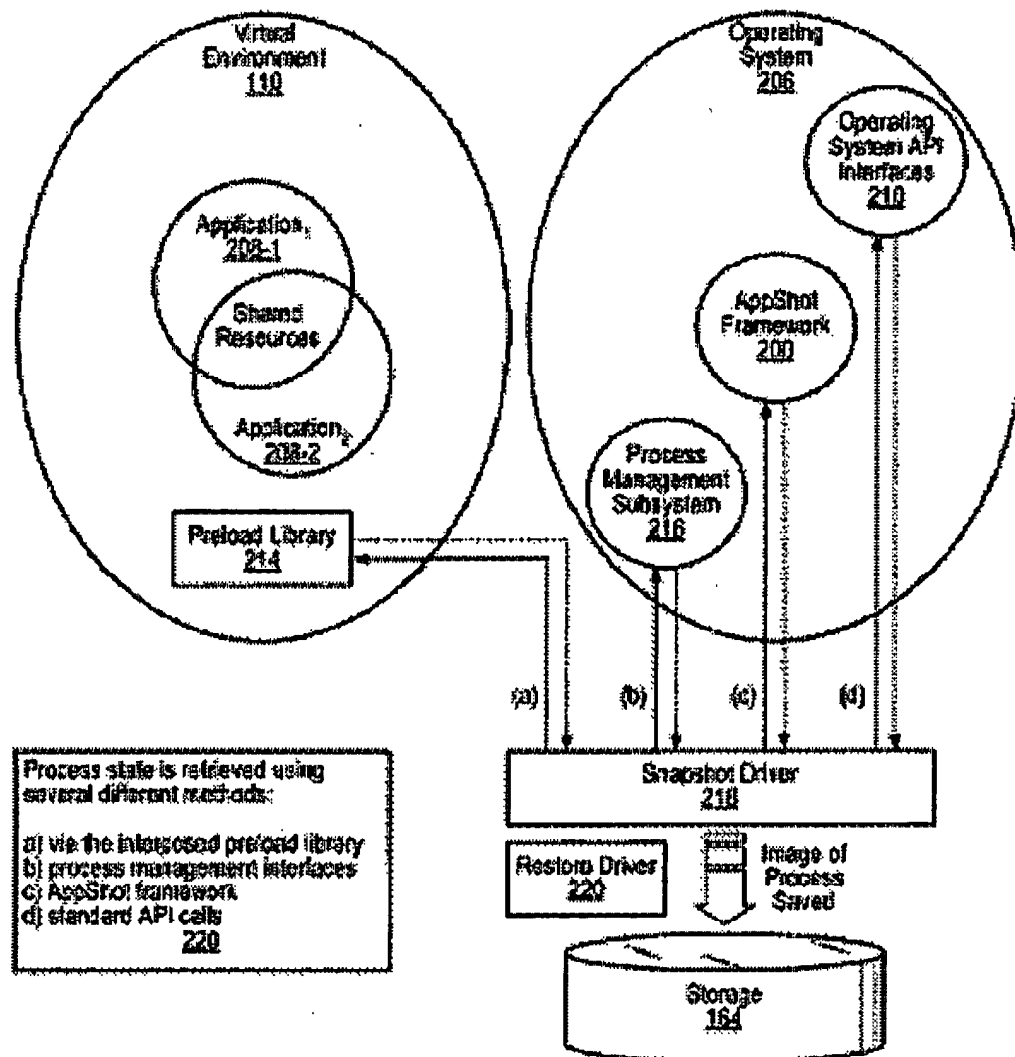 Virtual
Environment
110
Application1
208-1
Shared
Resources
Application2
208-2
Preload Library
214
Operating
System
206
Operating
System API
Interfaces
210
AppShot
Framework
200
Process
Management
Subsystem
216
(a)
(b)
(c)
(d)
Process state is retrieved using
several different methods:
a) via the interposed preload library
b) process management interfaces
c) AppShot framework
d) standard API calls
220
Snapshot Driver
218
Restore Driver
220
Image of
Process
Saved
Storage
164